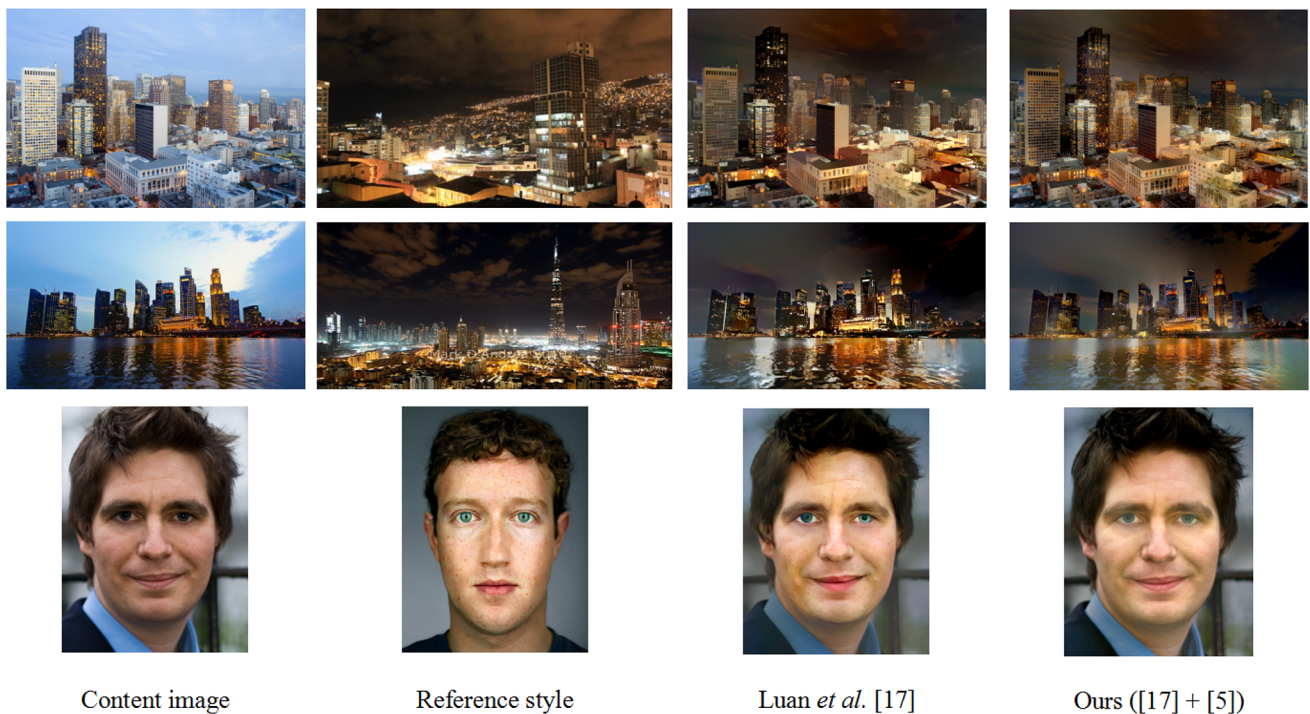 Content image
Reference style
Luan et al. [17]
Ours ([17] + [5])